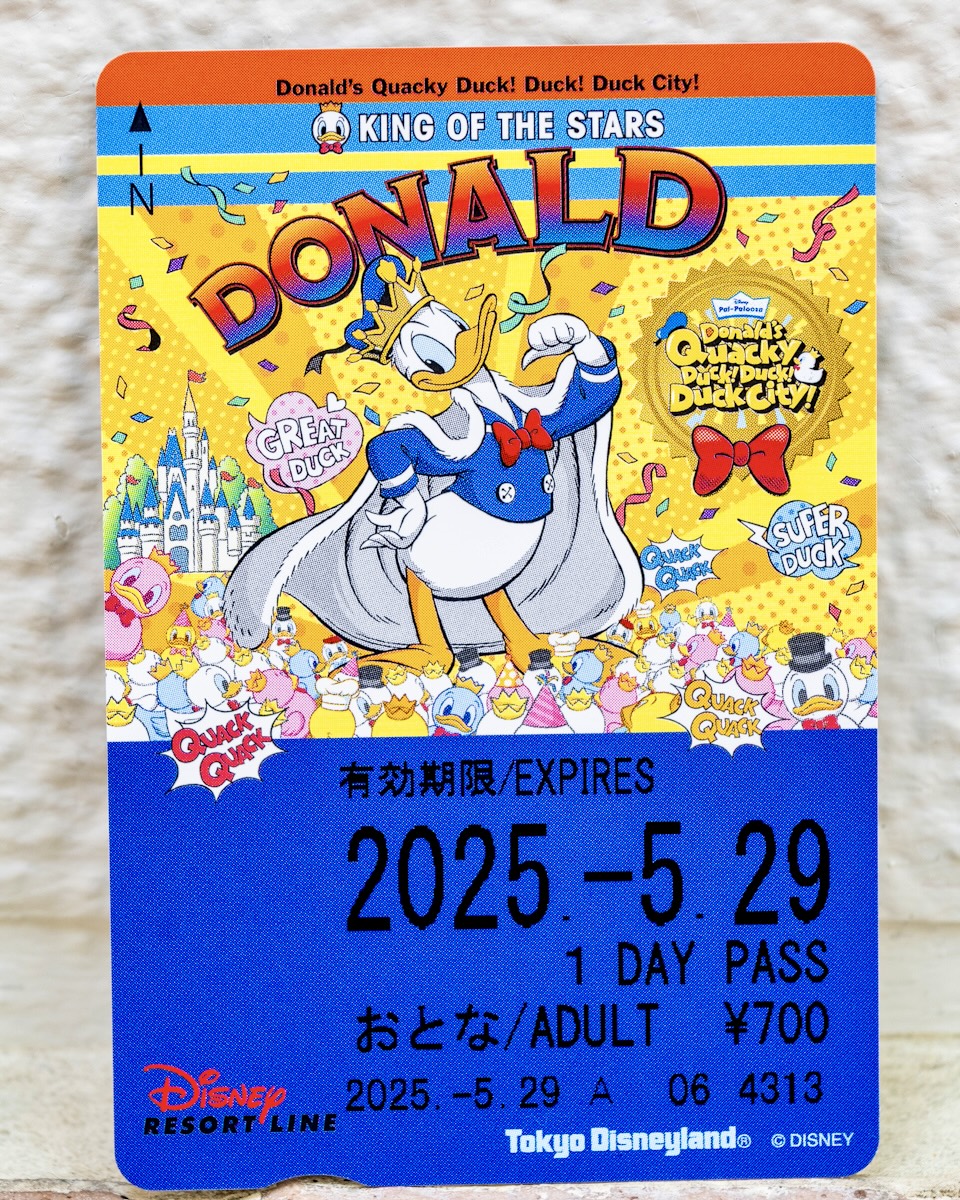 Donald's Quacky Duck! Duck! Duck City!
KING OF THE STARS
DONALD
N
Disney
Pal-Palooza
Donald's
Quacky
Duck! Duck!
Duck City!
GREAT
DUCK
SUPER
DUCK
QUACK
QUACK
QUACK
QUACK
QUACK
QUACK
有効期限/EXPIRES
2025.-5.29
1 DAY PASS
おとな/ADULT ¥700
2025.-5.29 A 06 4313
Disney
RESORT LINE
Tokyo Disneyland® © DISNEY